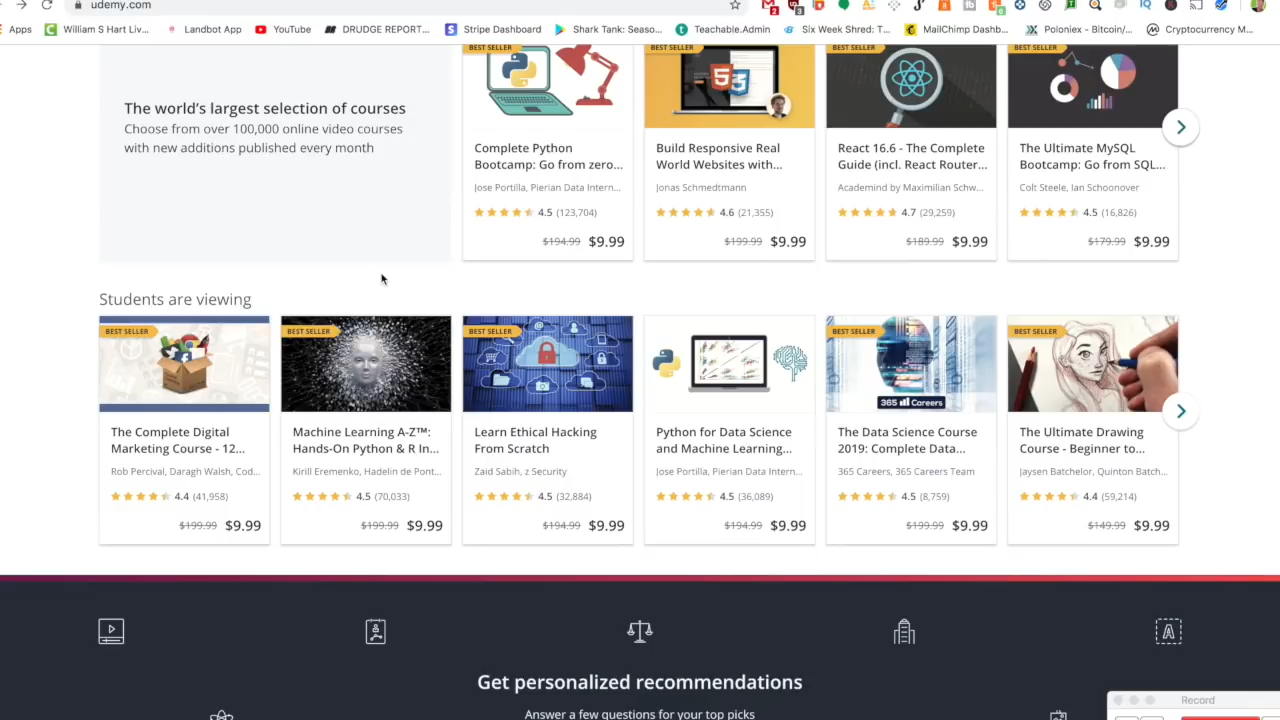 udemy.com
2
3
6
Apps
William S Hart Liv...
Landbot App
YouTube
DRUDGE REPORT...
Stripe Dashboard
Shark Tank: Seaso...
Teachable.Admin
Six Week Shred: T...
MailChimp Dashb...
Poloniex - Bitcoin/...
Cryptocurrency M...
The world's largest selection of courses
Choose from over 100,000 online video courses
with new additions published every month
BEST SELLER
Complete Python
Bootcamp: Go from zero...
Jose Portilla, Pierian Data Intern...
4.5 (123,704)
$194.99 $9.99
BEST SELLER
Build Responsive Real
World Websites with...
Jonas Schmedtmann
4.6 (21,355)
$199.99 $9.99
BEST SELLER
React 16.6 - The Complete
Guide (incl. React Router...
Academind by Maximilian Schw...
4.7 (29,259)
$189.99 $9.99
BEST SELLER
The Ultimate MySQL
Bootcamp: Go from SQL...
Colt Steele, Ian Schoonover
4.5 (16,826)
$179.99 $9.99
Students are viewing
BEST SELLER
The Complete Digital
Marketing Course - 12...
Rob Percival, Daragh Walsh, Cod...
4.4 (41,958)
$199.99 $9.99
BEST SELLER
Machine Learning A-Z™:
Hands-On Python & R In...
Kirill Eremenko, Hadelin de Pont...
4.5 (70,033)
$199.99 $9.99
BEST SELLER
Learn Ethical Hacking
From Scratch
Zaid Sabih, z Security
4.5 (32,884)
$194.99 $9.99
Python for Data Science
and Machine Learning...
Jose Portilla, Pierian Data Intern...
4.5 (36,089)
$194.99 $9.99
BEST SELLER
365 Careers
The Data Science Course
2019: Complete Data...
365 Careers, 365 Careers Team
4.5 (8,759)
$199.99 $9.99
BEST SELLER
The Ultimate Drawing
Course - Beginner to...
Jaysen Batchelor, Quinton Batch...
4.4 (59,214)
$149.99 $9.99
Get personalized recommendations
Answer a few questions for your top picks
Record